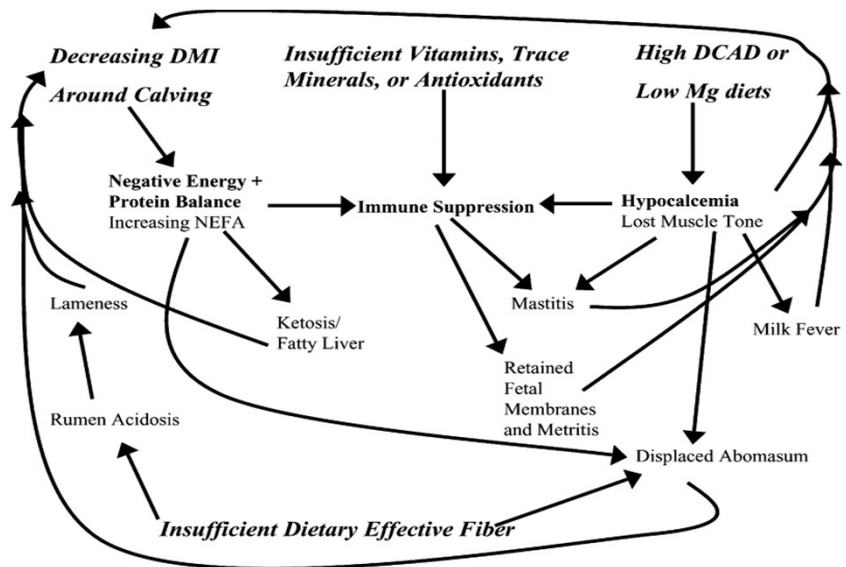 Decreasing DMI
Around Calving
Insufficient Vitamins, Trace
Minerals, or Antioxidants
High DCAD or
Low Mg diets
Negative Energy +
Protein Balance
Increasing NEFA
Immune Suppression
Hypocalcemia
Lost Muscle Tone
Lameness
Ketosis/
Fatty Liver
Mastitis
Milk Fever
Retained
Fetal
Membranes
and Metritis
Rumen Acidosis
Displaced Abomasum
Insufficient Dietary Effective Fiber